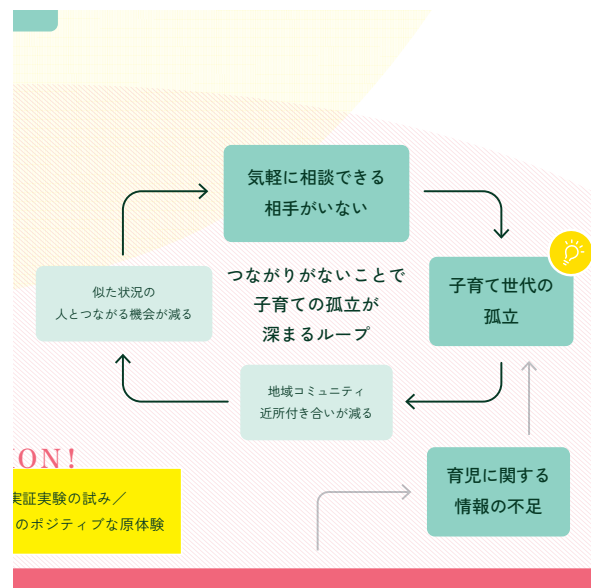 気軽に相談できる
相手がいない
つながりがないことで
子育ての孤立が
深まるループ
子育て世代の
孤立
似た状況の
人とつながる機会が減る
地域コミュニティ
近所付き合いが減る
育児に関する
情報の不足
ON!
実証実験の試み／
のポジティブな原体験